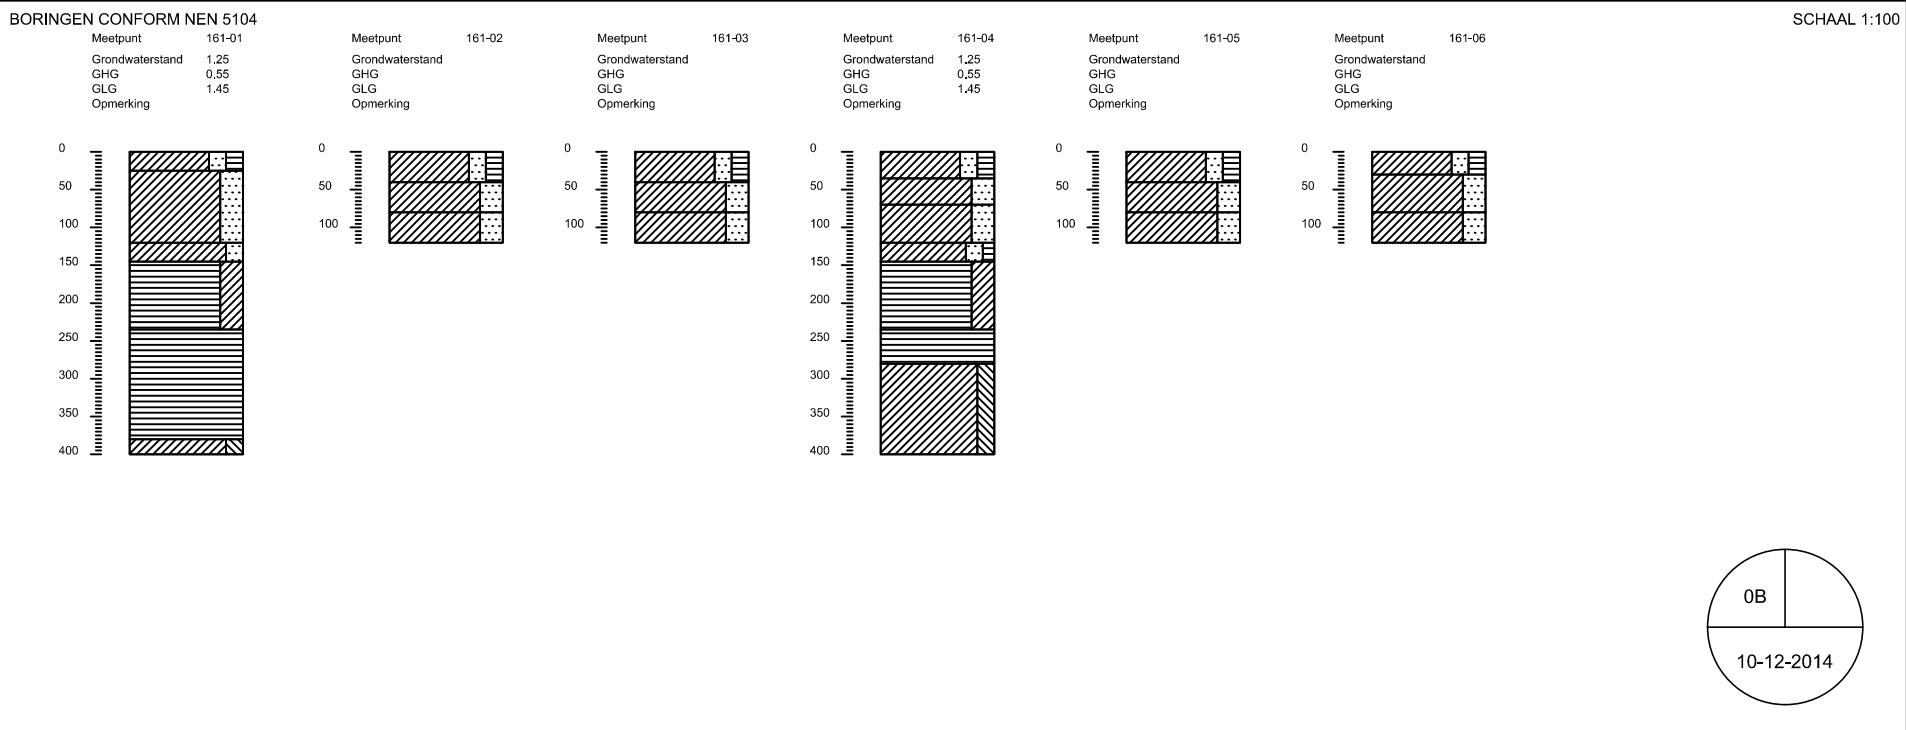 BORINGEN CONFORM NEN 5104
SCHAAL 1:100
Meetpunt 161-01
Grondwaterstand 1.25
GHG 0.55
GLG 1.45
Opmerking
0
50
100
150
200
250
300
350
400
Meetpunt 161-02
Grondwaterstand
GHG
GLG
Opmerking
0
50
100
Meetpunt 161-03
Grondwaterstand
GHG
GLG
Opmerking
0
50
100
Meetpunt 161-04
Grondwaterstand 1.25
GHG 0.55
GLG 1.45
Opmerking
0
50
100
150
200
250
300
350
400
Meetpunt 161-05
Grondwaterstand
GHG
GLG
Opmerking
0
50
100
Meetpunt 161-06
Grondwaterstand
GHG
GLG
Opmerking
0
50
100
0B
10-12-2014